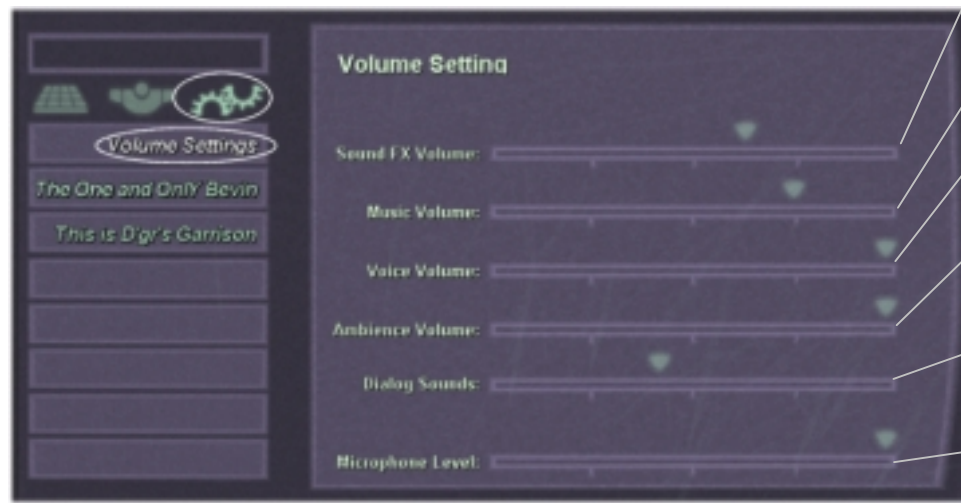 Volume Setting
Volume Settings
The One and OnlY Bevin
This is D'gr's Garrison
Sound FX Volume:
Music Volume:
Voice Volume:
Ambience Volume:
Dialog Sounds:
Microphone Level: